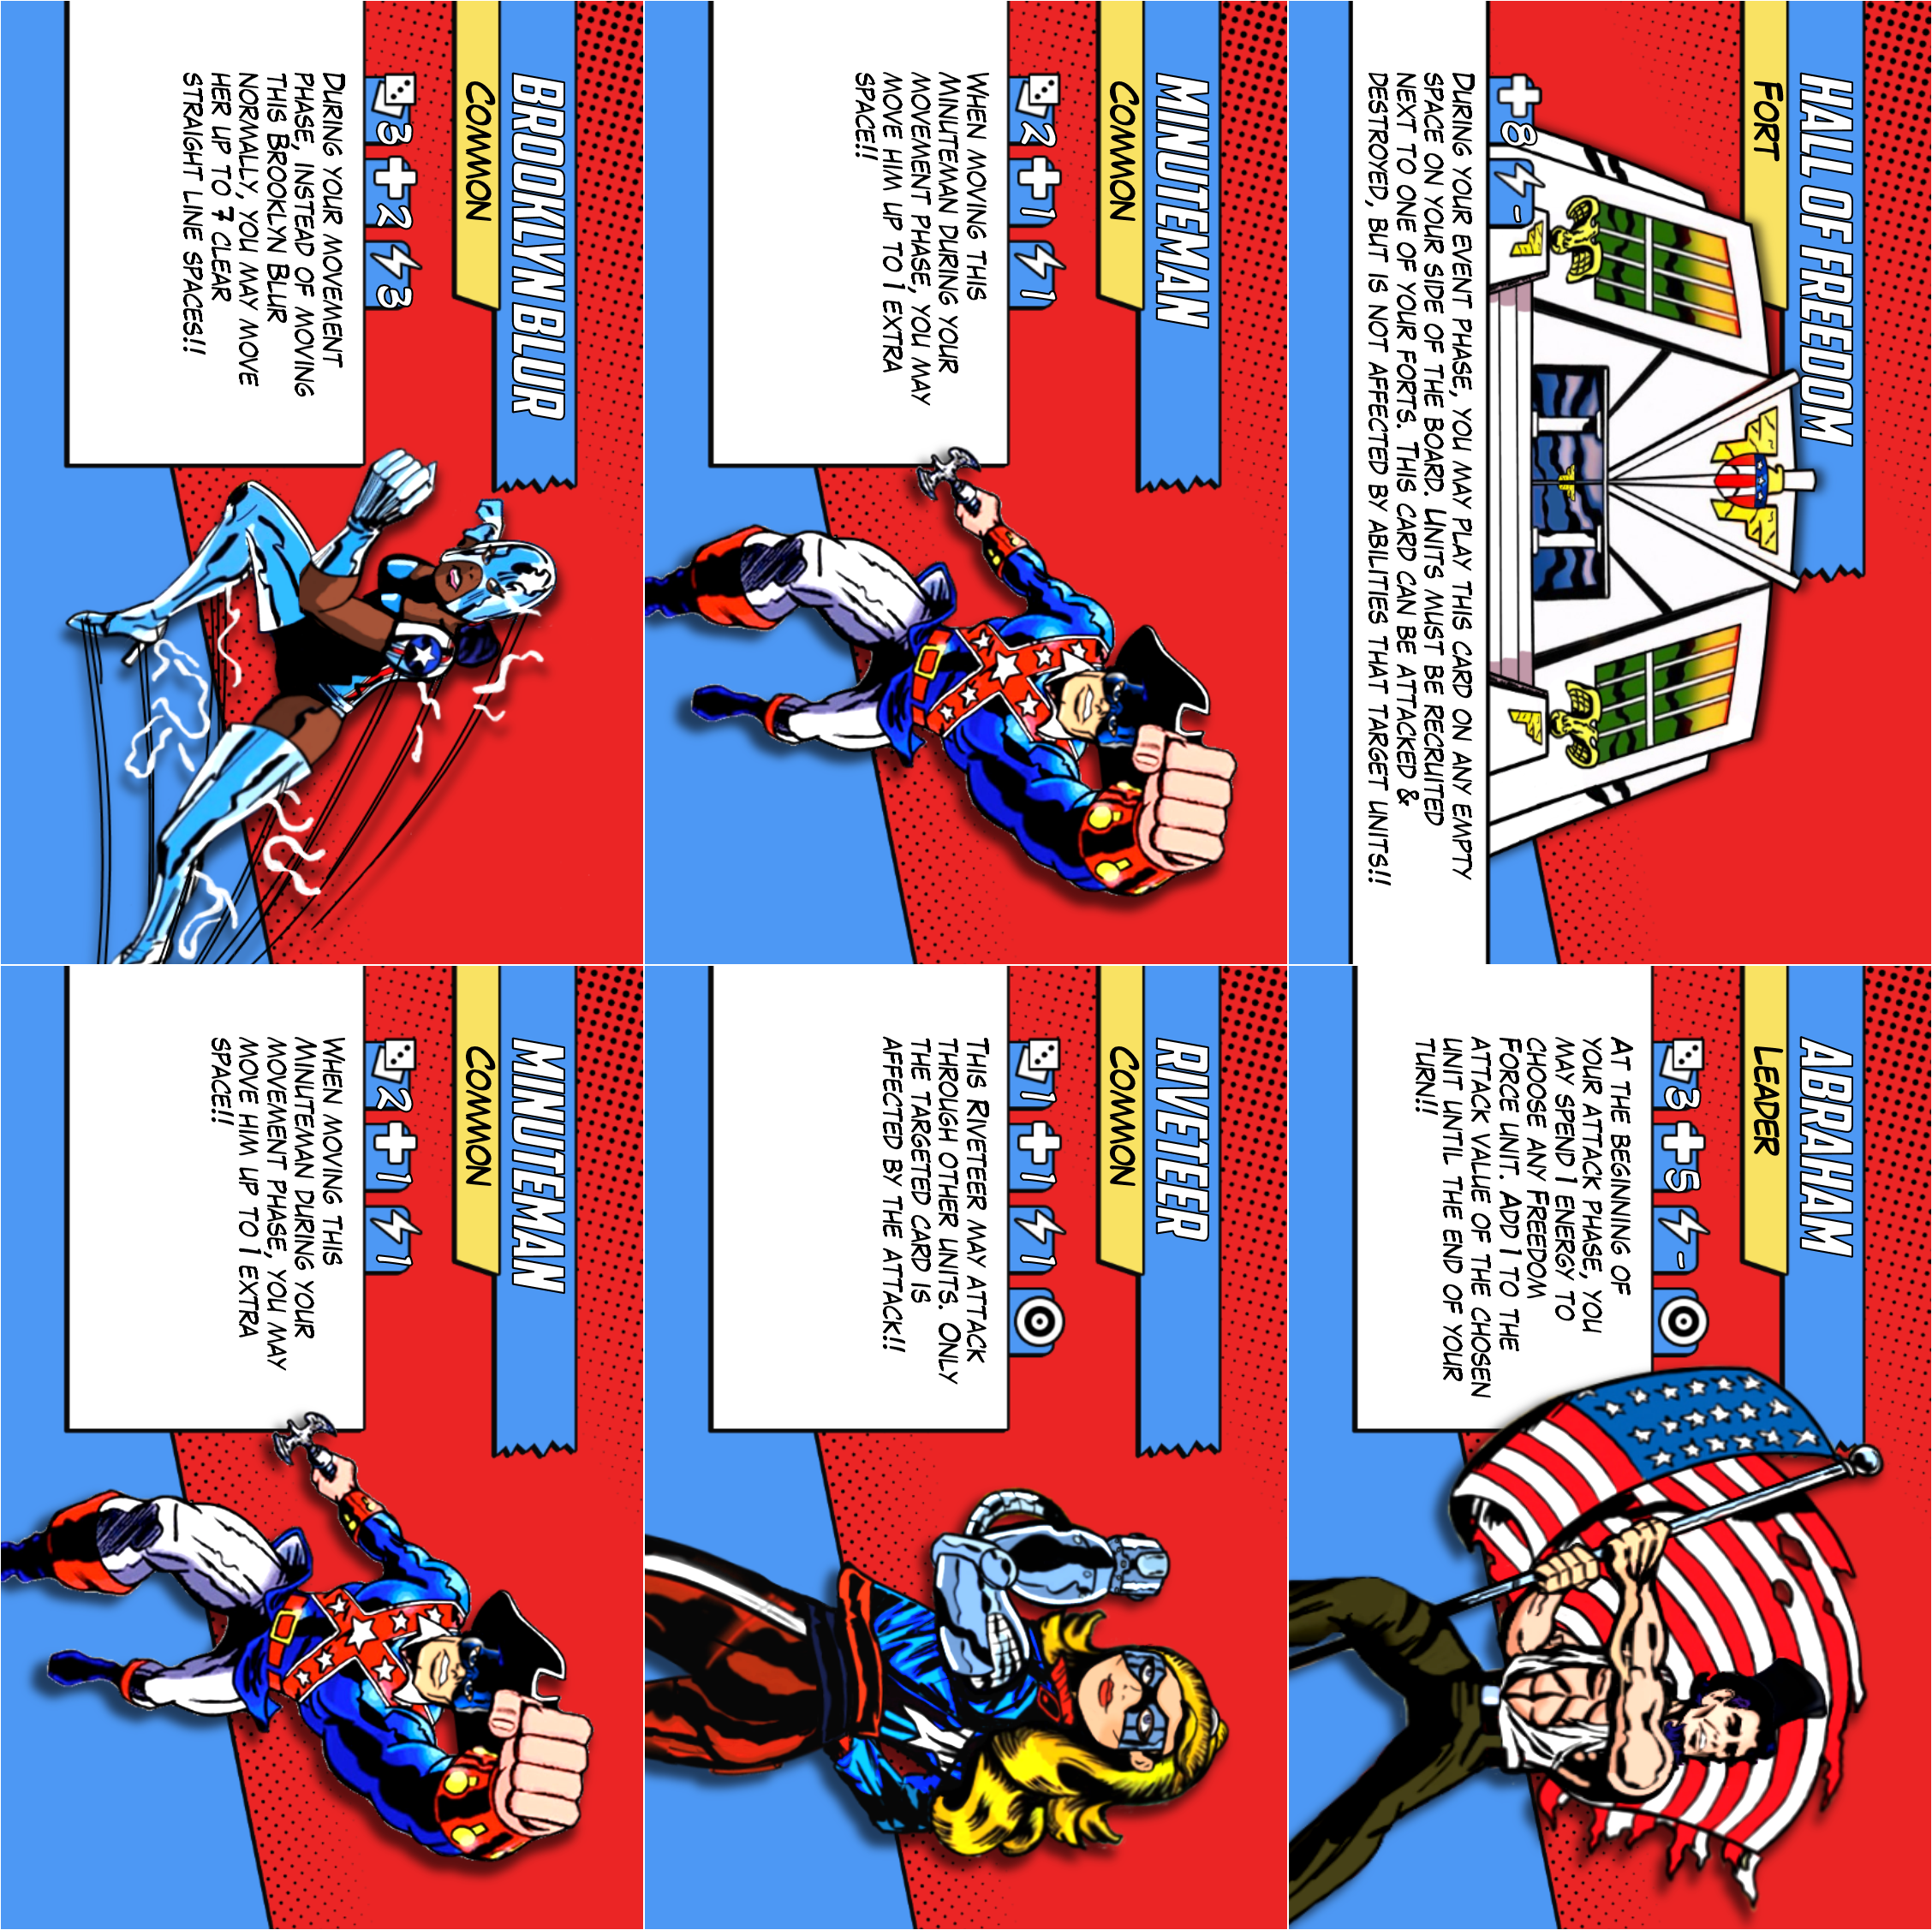 HALL OF FREEDOM
FORT
8 -
DURING YOUR EVENT PHASE, YOU MAY PLAY THIS CARD ON ANY EMPTY
SPACE ON YOUR SIDE OF THE BOARD. UNITS MUST BE RECRUITED
NEXT TO ONE OF YOUR FORTS. THIS CARD CAN BE ATTACKED &
DESTROYED, BUT IS NOT AFFECTED BY ABILITIES THAT TARGET UNITS!!
ABRAHAM
LEADER
3 5 -
AT THE BEGINNING OF
YOUR ATTACK PHASE, YOU
MAY SPEND 1 ENERGY TO
CHOOSE ANY FREEDOM
FORCE UNIT. ADD 1 TO THE
ATTACK VALUE OF THE CHOSEN
UNIT UNTIL THE END OF YOUR
TURN!!
MINUTEMAN
COMMON
2 1 1
WHEN MOVING THIS
MINUTEMAN DURING YOUR
MOVEMENT PHASE, YOU MAY
MOVE HIM UP TO 1 EXTRA
SPACE!!
RIVETEER
COMMON
1 1 1
THIS RIVETEER MAY ATTACK
THROUGH OTHER UNITS. ONLY
THE TARGETED CARD IS
AFFECTED BY THE ATTACK!!
BROOKLYN BLUR
COMMON
3 2 3
DURING YOUR MOVEMENT
PHASE, INSTEAD OF MOVING
THIS BROOKLYN BLUR
NORMALLY, YOU MAY MOVE
HER UP TO 7 CLEAR
STRAIGHT LINE SPACES!!
MINUTEMAN
COMMON
2 1 1
WHEN MOVING THIS
MINUTEMAN DURING YOUR
MOVEMENT PHASE, YOU MAY
MOVE HIM UP TO 1 EXTRA
SPACE!!